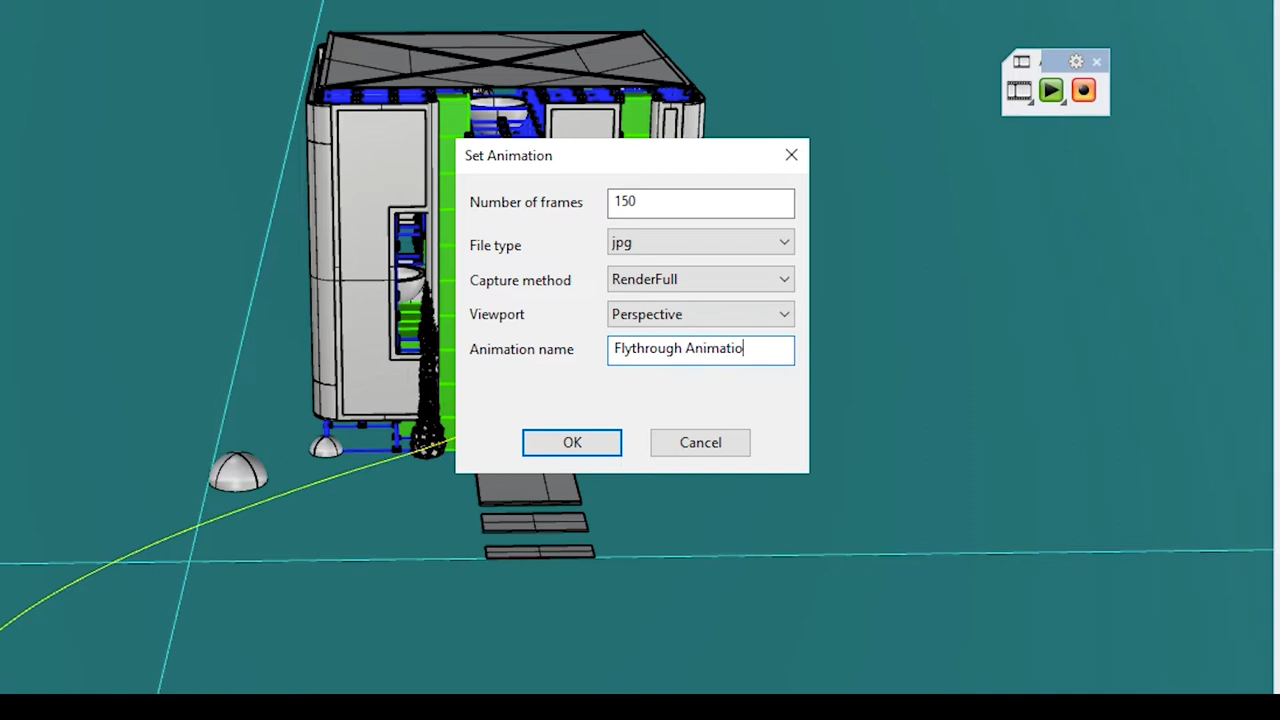 Set Animation
Number of frames 150
File type jpg
Capture method RenderFull
Viewport Perspective
Animation name Flythrough Animatio
OK Cancel